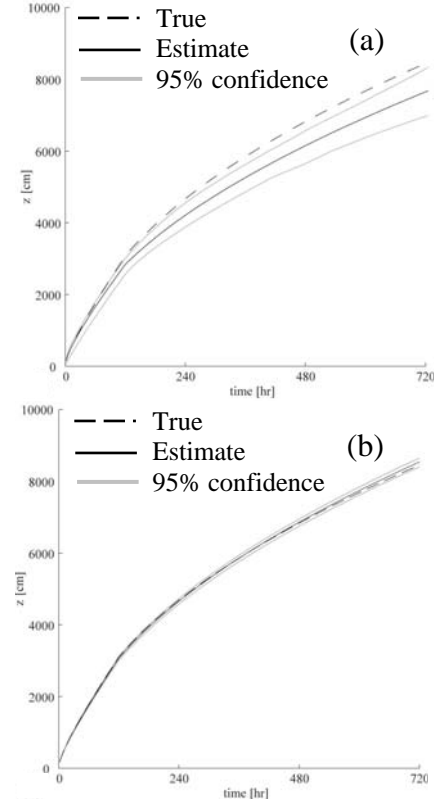 True
(a)
Estimate
95% confidence
10000
8000
6000
4000
2000
0
z [cm]
0 240 480 720
time [hr]
True
(b)
Estimate
95% confidence
10000
8000
6000
4000
2000
0
z [cm]
0 240 480 720
time [hr]